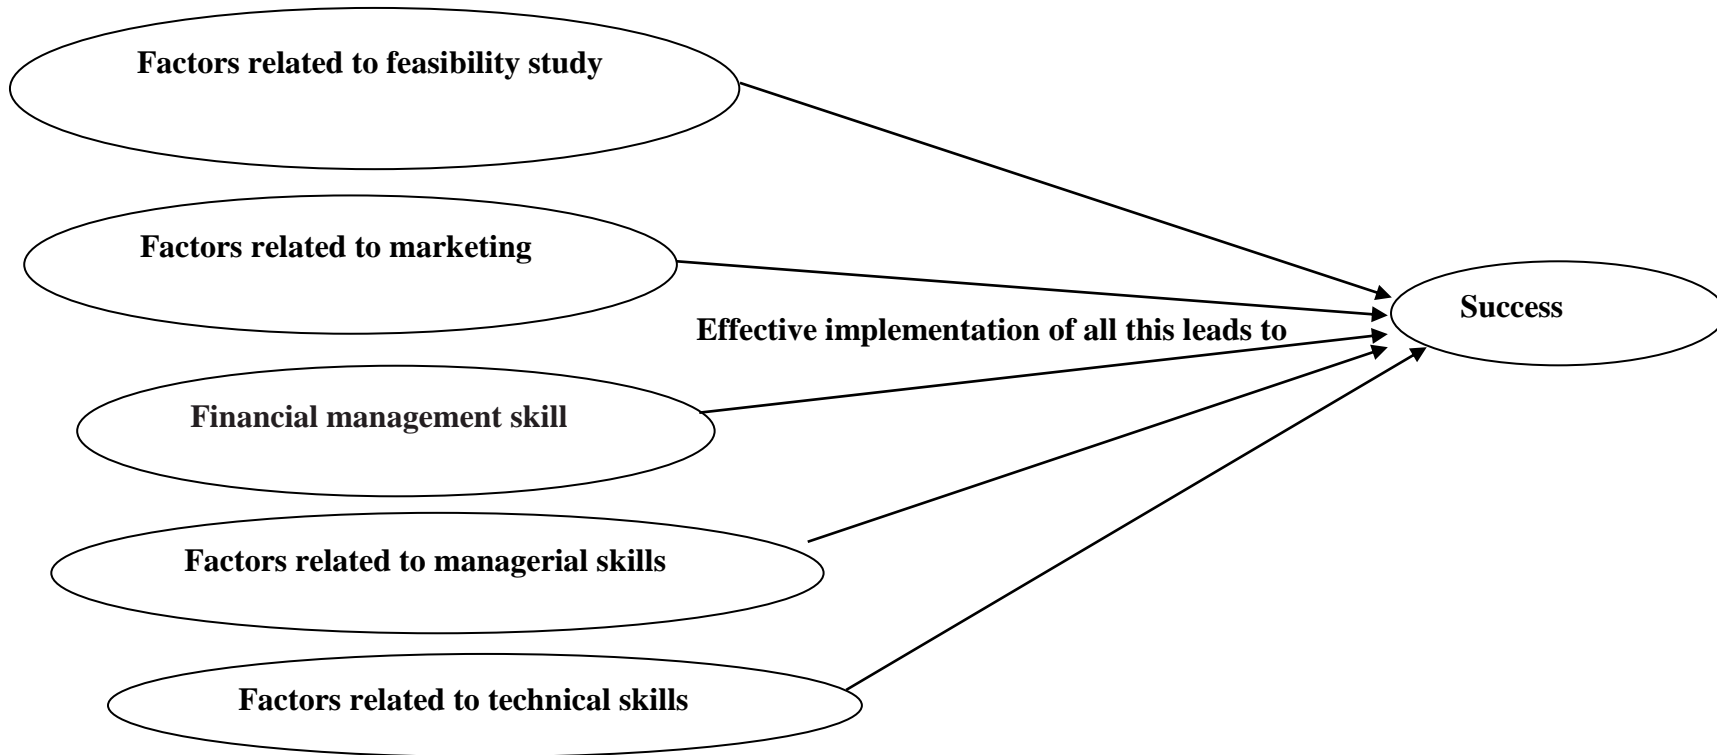 Factors related to feasibility study
Factors related to marketing
Success
Effective implementation of all this leads to
Financial management skill
Factors related to managerial skills
Factors related to technical skills